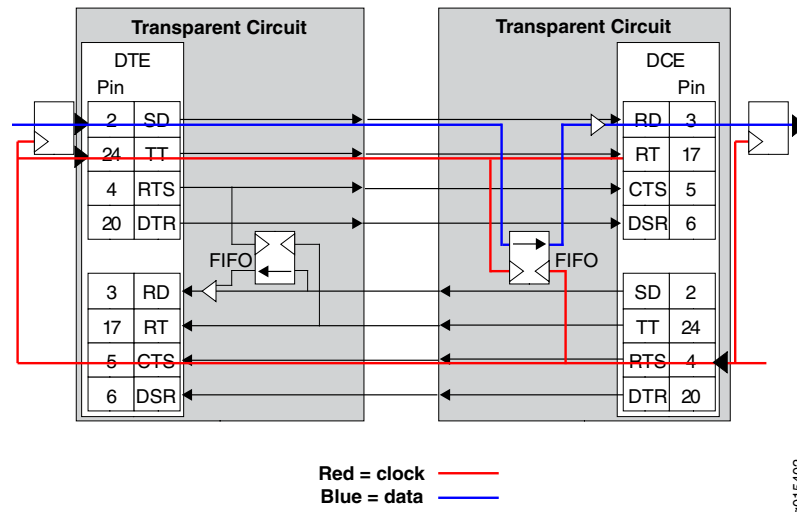 Transparent Circuit
Transparent Circuit
DTE
DCE
Pin
Pin
2 SD
RD 3
24 TT
RT 17
4 RTS
CTS 5
20 DTR
DSR 6
FIFO
FIFO
3 RD
SD 2
17 RT
TT 24
5 CTS
RTS 4
6 DSR
DTR 20
Red = clock
Blue = data